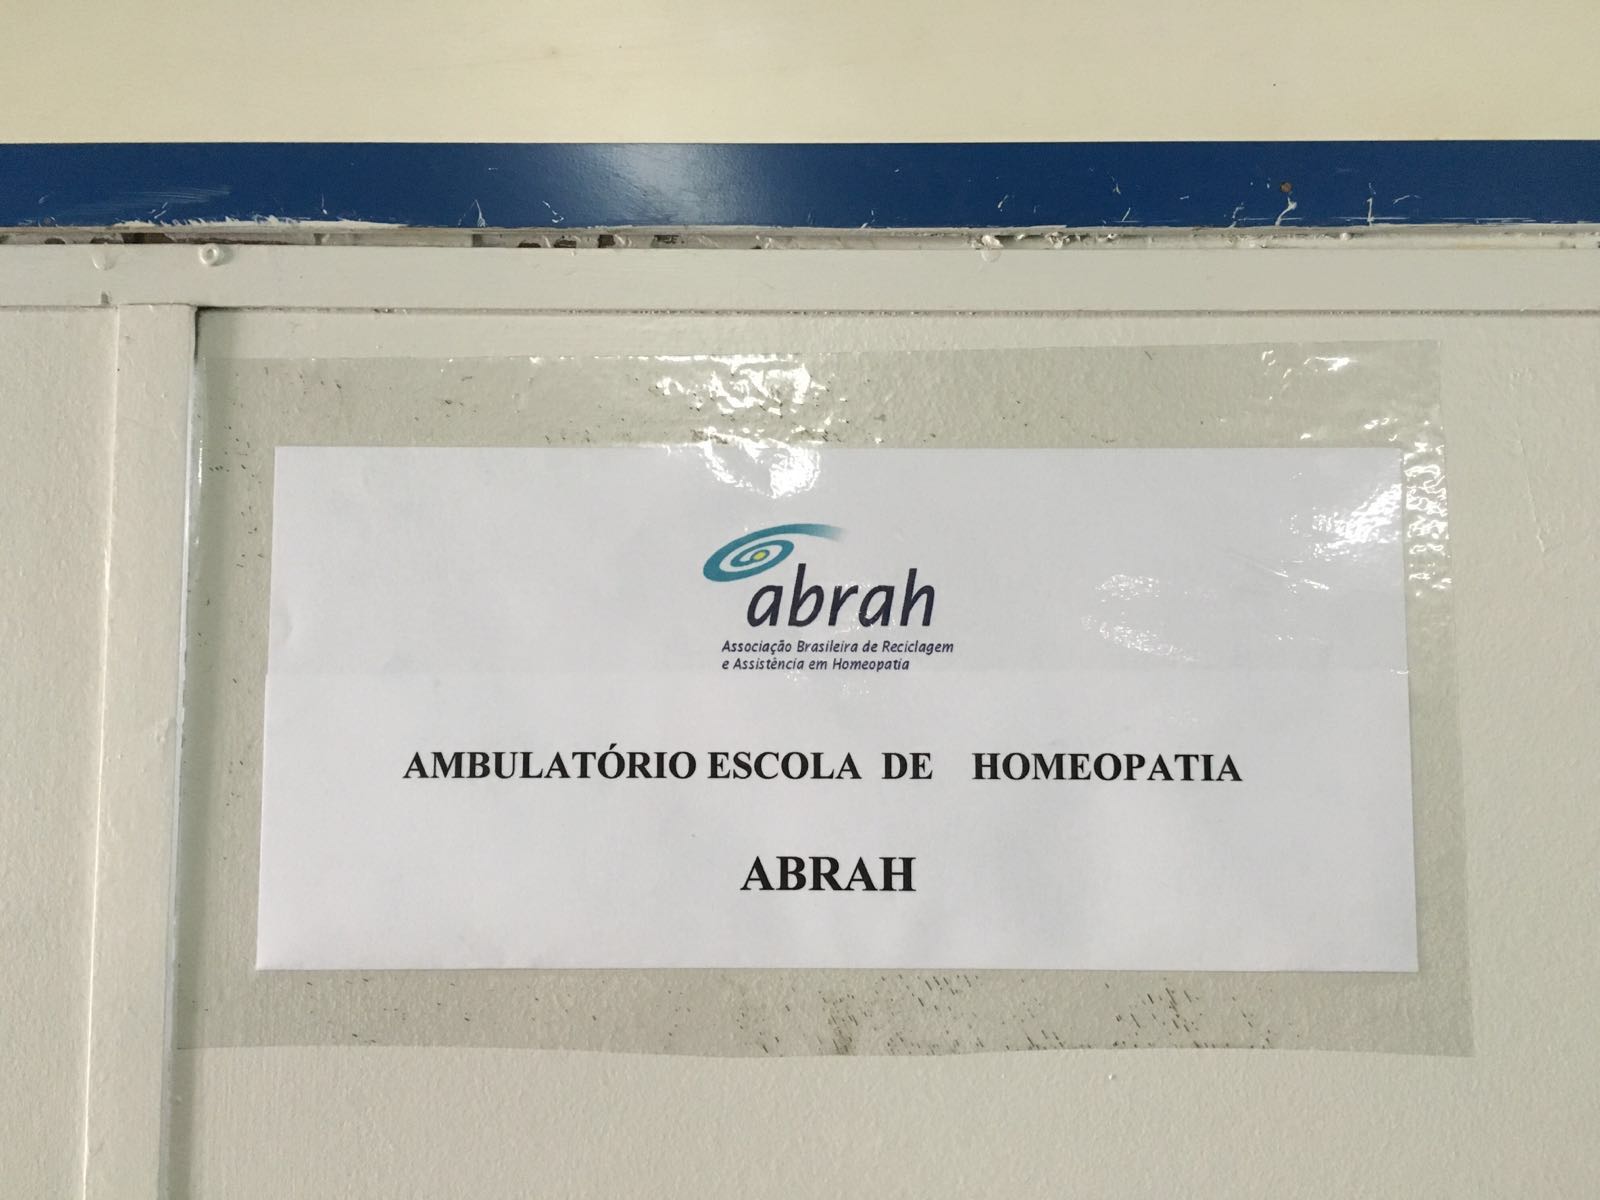 abrah
Associação Brasileira de Reciclagem
e Assistência em Homeopatia
AMBULATÓRIO ESCOLA DE HOMEOPATIA
ABRAH